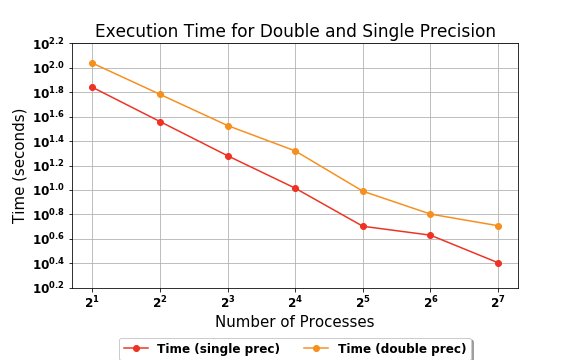 Execution Time for Double and Single Precision
10^2.2
10^2.0
10^1.8
10^1.6
10^1.4
10^1.2
10^1.0
10^0.8
10^0.6
10^0.4
10^0.2
Time (seconds)
2^1 2^2 2^3 2^4 2^5 2^6 2^7
Number of Processes
Time (single prec) Time (double prec)